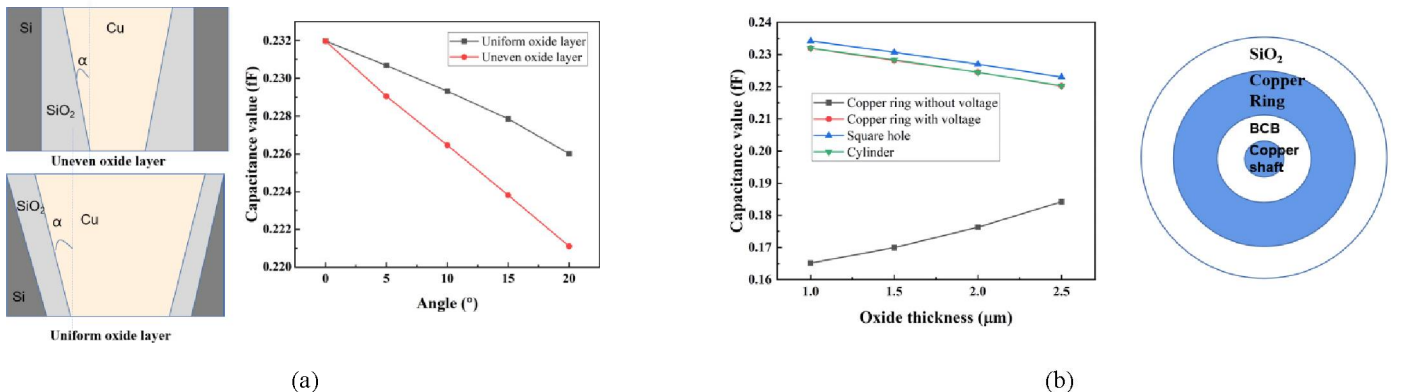 Si
Cu
α
SiO2
Uneven oxide layer
SiO2
α
Cu
Si
Uniform oxide layer
Capacitance value (fF)
0.232
0.230
0.228
0.226
0.224
0.222
0.220
Uniform oxide layer
Uneven oxide layer
0
5
10
15
20
Angle (°)
(a)
Capacitance value (fF)
0.24
0.23
0.22
0.21
0.20
0.19
0.18
0.17
0.16
Copper ring without voltage
Copper ring with voltage
Square hole
Cylinder
1.0
1.5
2.0
2.5
Oxide thickness (μm)
SiO2
Copper
Ring
BCB
Copper
shaft
(b)